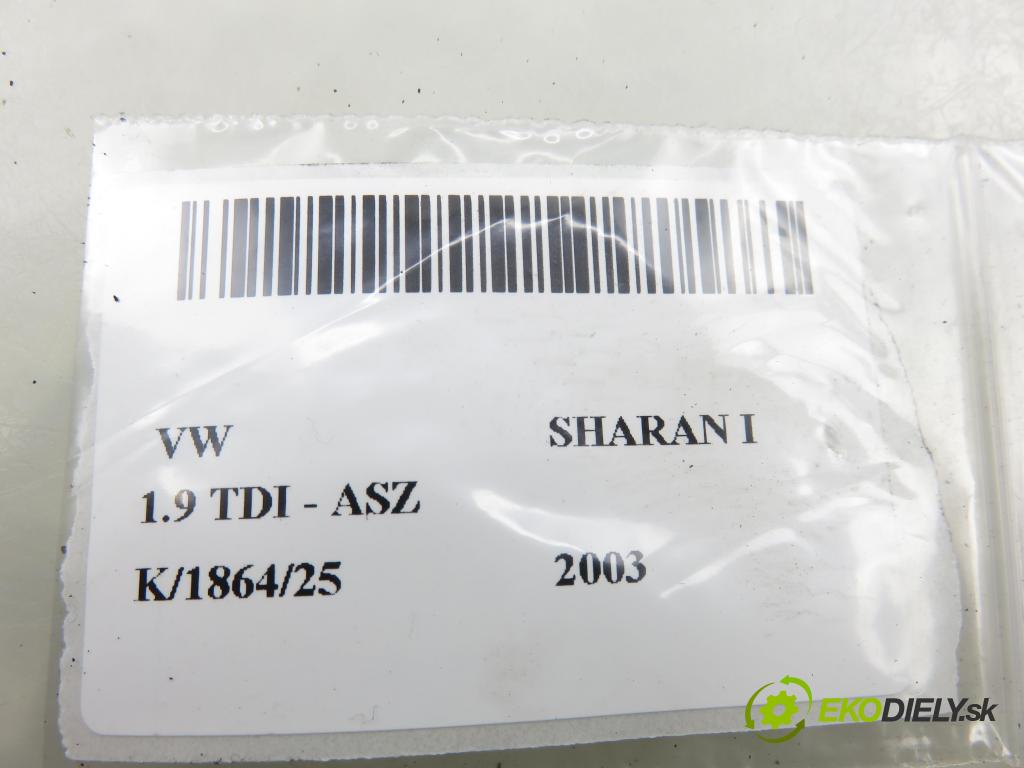 VW SHARAN I
1.9 TDI - ASZ
K/1864/25 2003
EKODIELY.sk